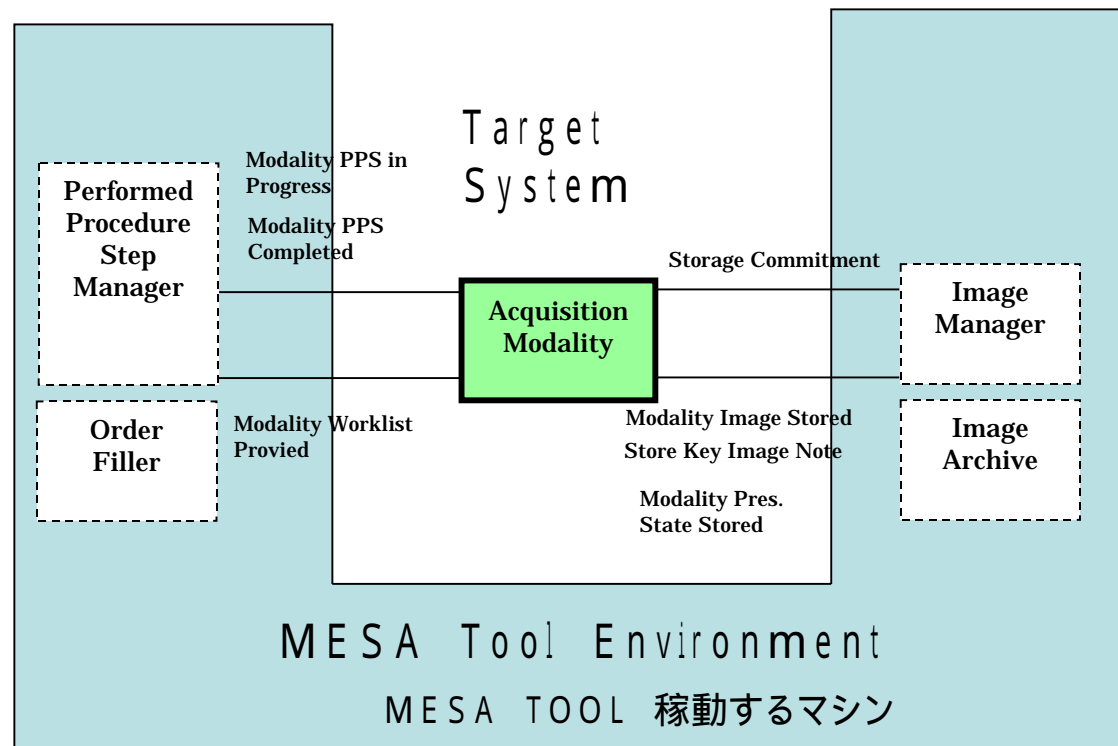 Target
System
Modality PPS in
Progress
Modality PPS
Completed
Performed
Procedure
Step
Manager
Storage Commitment
Acquisition
Modality
Image
Manager
Order
Filler
Modality Worklist
Provied
Modality Image Stored
Store Key Image Note
Modality Pres.
State Stored
Image
Archive
MESA Tool Environment
MESA TOOL 稼動するマシン